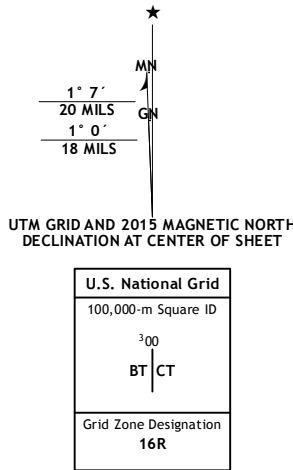 ★
MN
1° 7´
20 MILS
GN
1° 0´
18 MILS
UTM GRID AND 2015 MAGNETIC NORTH
DECLINATION AT CENTER OF SHEET
U.S. National Grid
100,000-m Square ID
³00
BT CT
Grid Zone Designation
16R